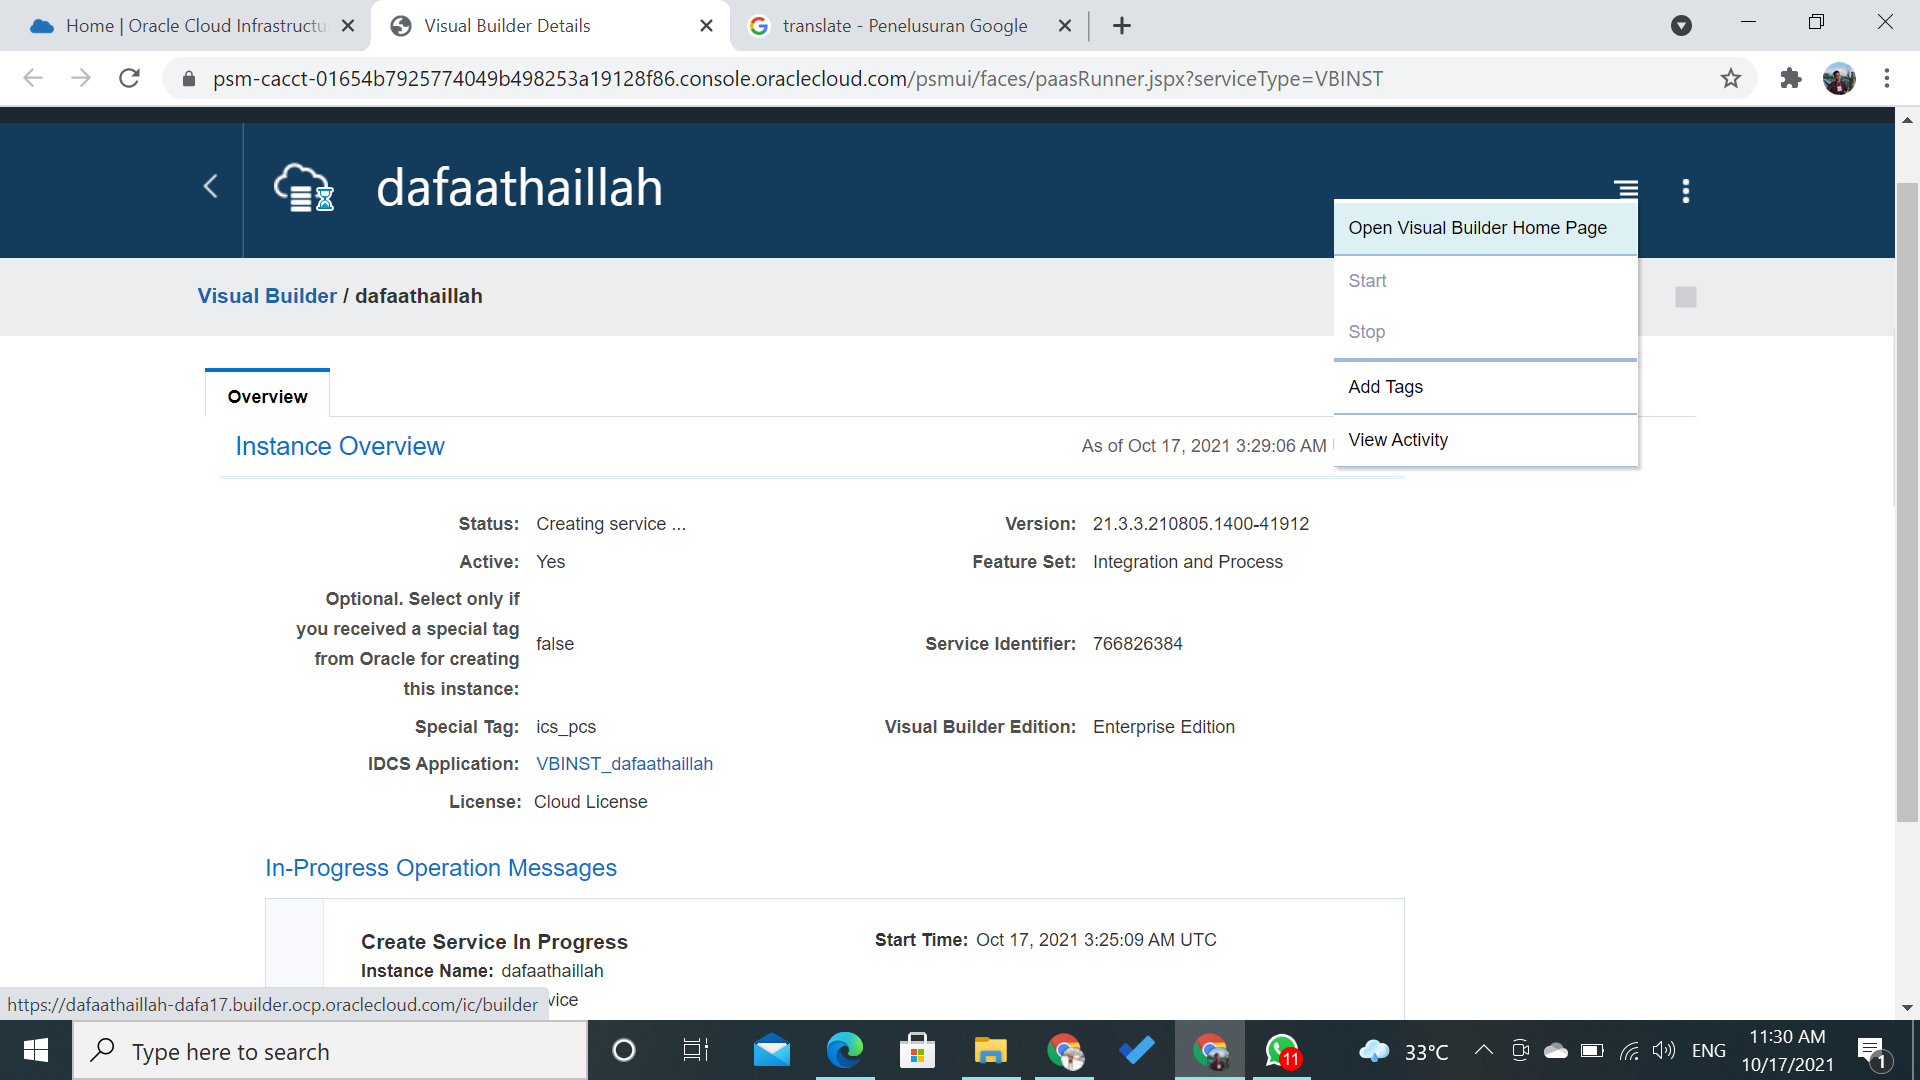 Home | Oracle Cloud Infrastructu
Visual Builder Details
translate - Penelusuran Google
psm-cacct-01654b7925774049b498253a19128f86.console.oraclecloud.com/psmui/faces/paasRunner.jspx?serviceType=VBINST
dafaathaillah
Open Visual Builder Home Page
Start
Stop
Add Tags
View Activity
Visual Builder / dafaathaillah
Overview
Instance Overview
As of Oct 17, 2021 3:29:06 AM
Status: Creating service ...
Version: 21.3.3.210805.1400-41912
Active: Yes
Feature Set: Integration and Process
Optional. Select only if
you received a special tag
from Oracle for creating
this instance:
false
Service Identifier: 766826384
Special Tag: ics_pcs
Visual Builder Edition: Enterprise Edition
IDCS Application: VBINST_dafaathaillah
License: Cloud License
In-Progress Operation Messages
Create Service In Progress
Start Time: Oct 17, 2021 3:25:09 AM UTC
Instance Name: dafaathaillah
vice
https://dafaathaillah-dafa17.builder.ocp.oraclecloud.com/ic/builder
Type here to search
11
33°C
ENG
11:30 AM
10/17/2021
1